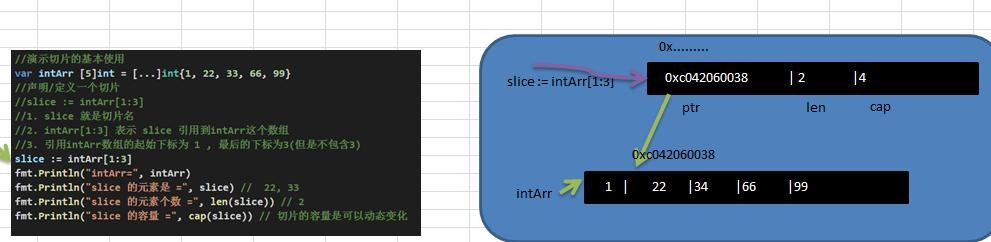 //演示切片的基本使用
var intArr [5]int = [...]int{1, 22, 33, 66, 99}
//声明/定义一个切片
//slice := intArr[1:3]
//1. slice 就是切片名
//2. intArr[1:3] 表示 slice 引用到intArr这个数组
//3. 引用intArr数组的起始下标为 1 , 最后的下标为3(但是不包含3)
slice := intArr[1:3]
fmt.Println("intArr=", intArr)
fmt.Println("slice 的元素是 =", slice) //  22, 33
fmt.Println("slice 的元素个数 =", len(slice)) // 2
fmt.Println("slice 的容量 =", cap(slice)) // 切片的容量是可以动态变化
0x.........
slice := intArr[1:3]
0xc042060038 |2 |4
ptr len cap
0xc042060038
intArr
1 | 22 |34 |66 |99